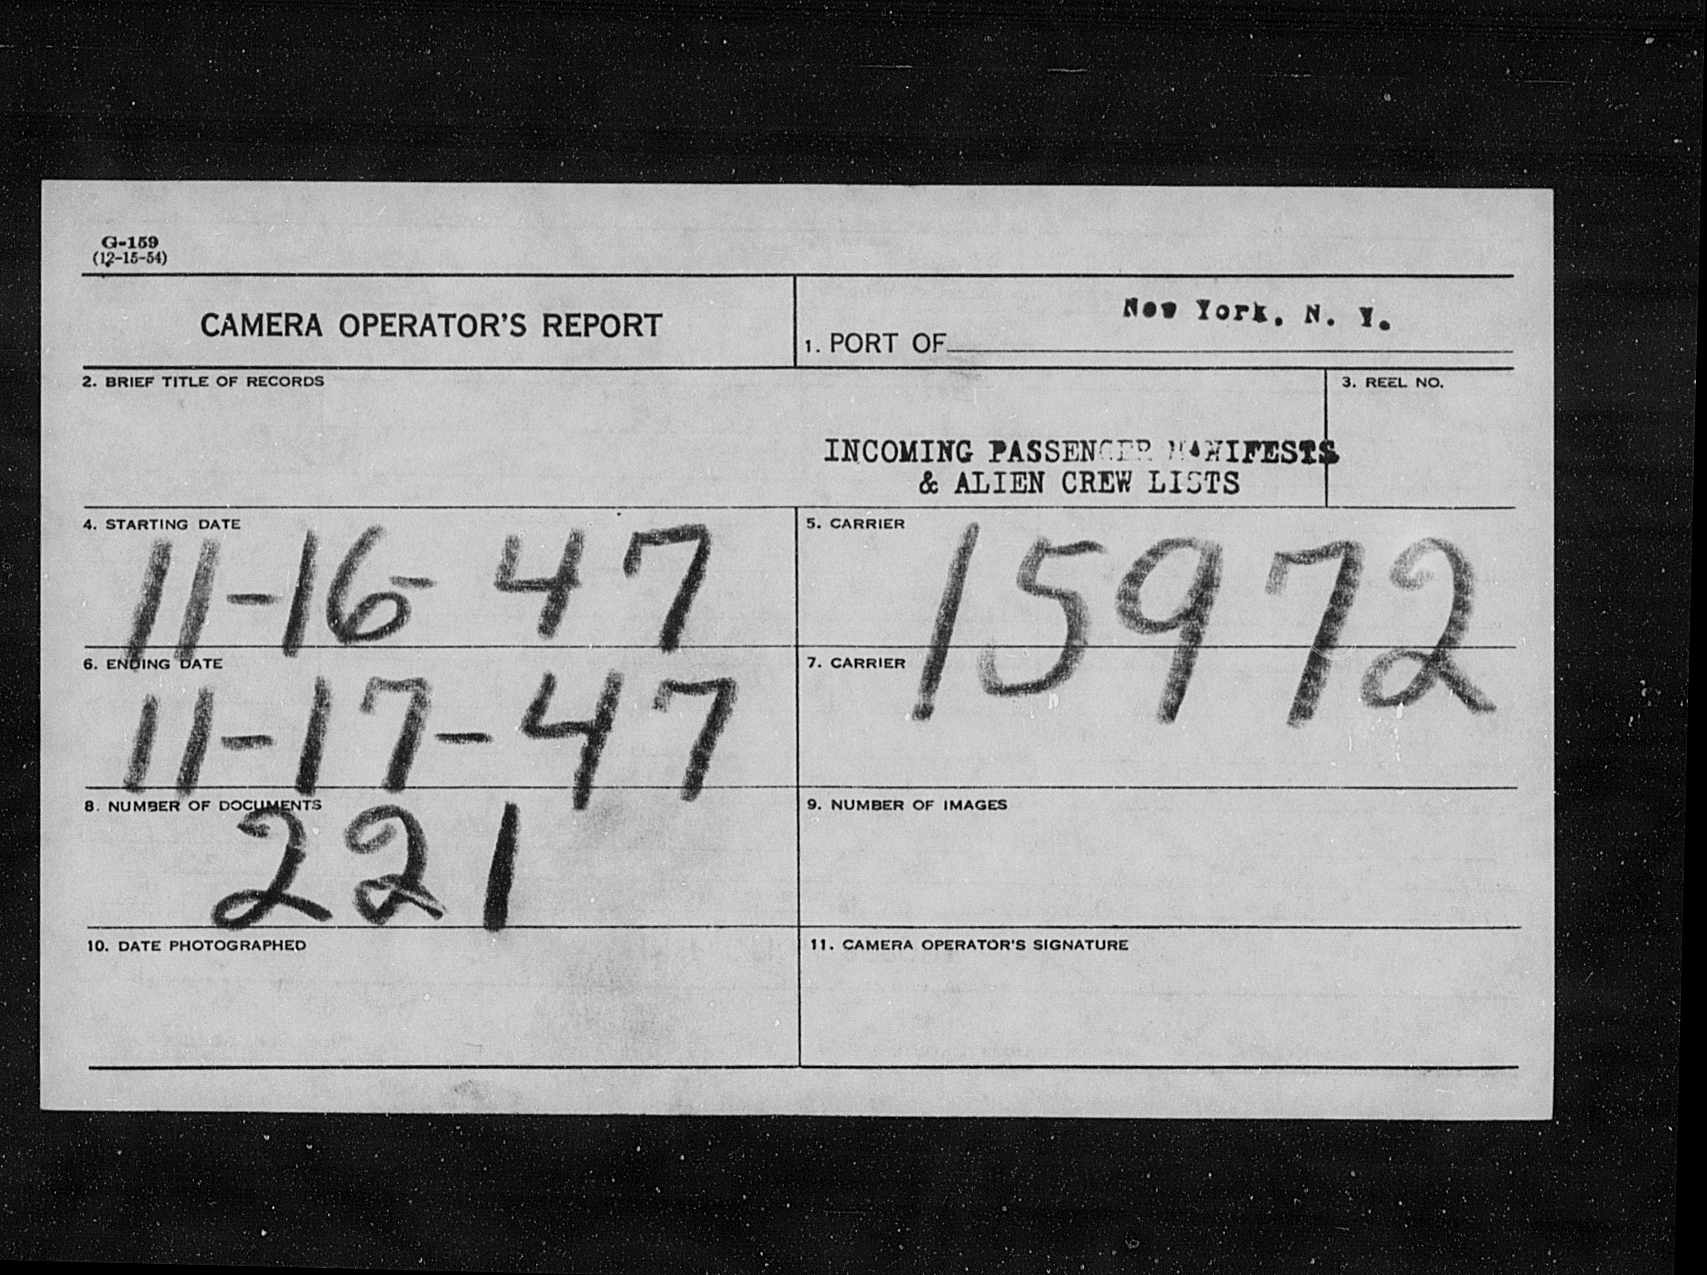 G-159
(12-15-54)
CAMERA OPERATOR'S REPORT
New York, N. Y.
1. PORT OF
2. BRIEF TITLE OF RECORDS
3. REEL NO.
INCOMING PASSENGER MANIFESTS
& ALIEN CREW LISTS
4. STARTING DATE
11-16-47
5. CARRIER
15972
6. ENDING DATE
11-17-47
7. CARRIER
8. NUMBER OF DOCUMENTS
221
9. NUMBER OF IMAGES
10. DATE PHOTOGRAPHED
11. CAMERA OPERATOR'S SIGNATURE